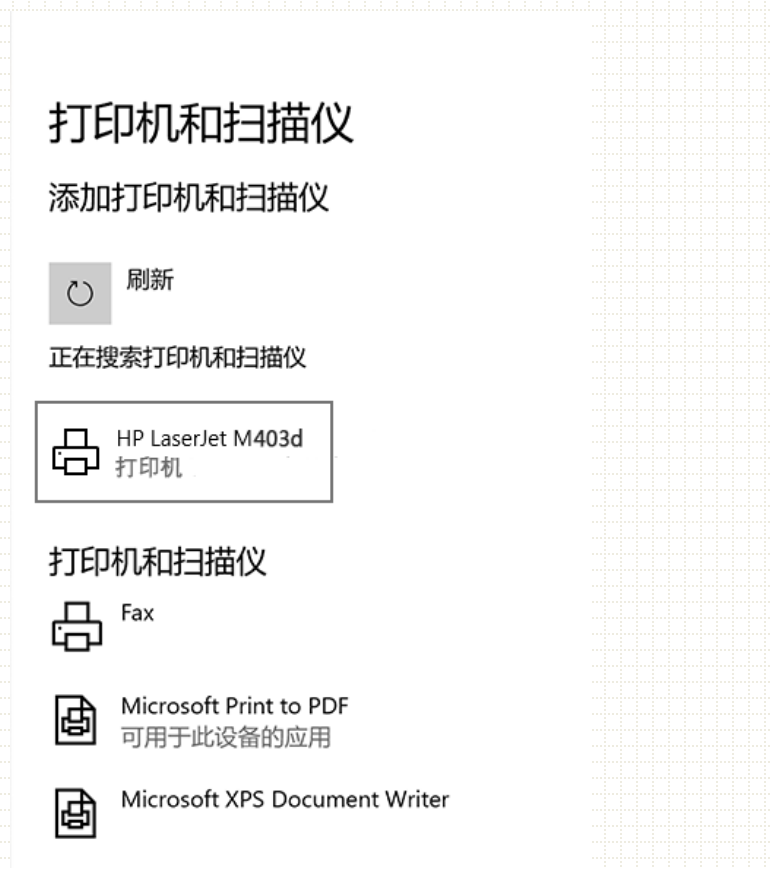 打印机和扫描仪
添加打印机和扫描仪
刷新
正在搜索打印机和扫描仪
HP LaserJet M403d
打印机
打印机和扫描仪
Fax
Microsoft Print to PDF
可用于此设备的应用
Microsoft XPS Document Writer